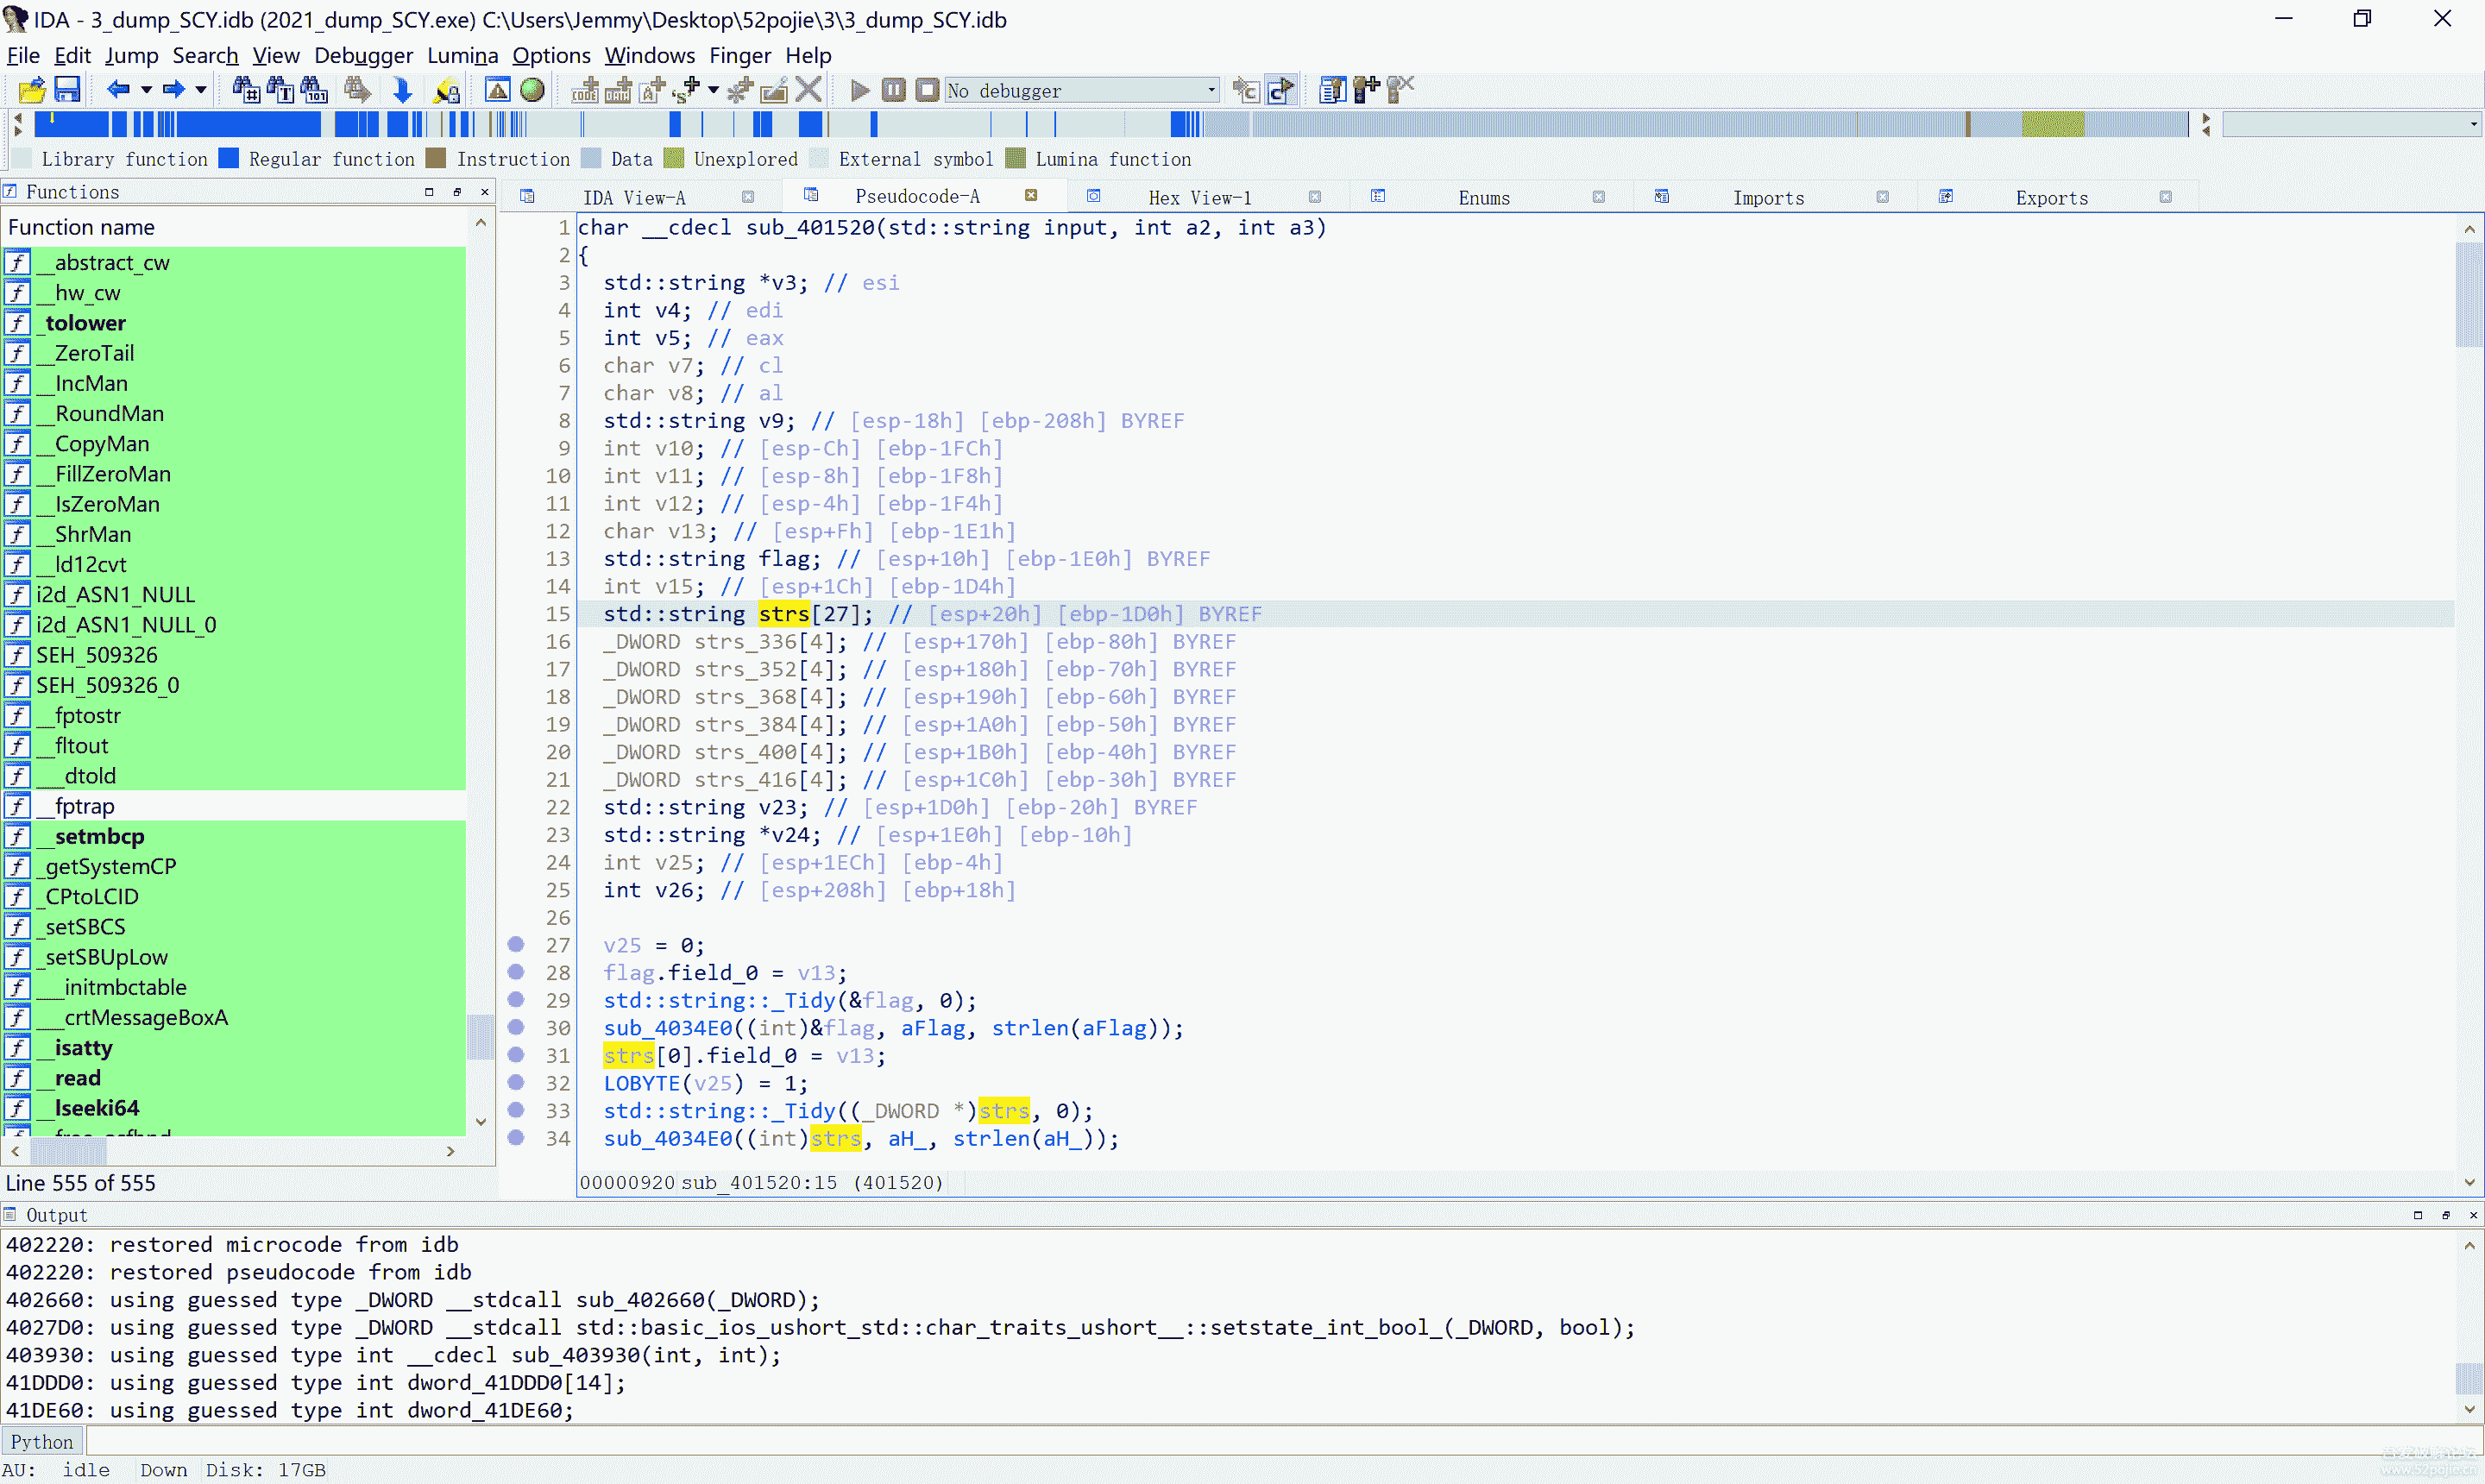 IDA - 3_dump_SCY.idb (2021_dump_SCY.exe) C:\Users\Jemmy\Desktop\52pojie\3\3_dump_SCY.idb
File Edit Jump Search View Debugger Lumina Options Windows Finger Help
No debugger
Library function Regular function Instruction Data Unexplored External symbol Lumina function
Functions
Function name
__abstract_cw
__hw_cw
_tolower
__ZeroTail
__IncMan
__RoundMan
__CopyMan
__FillZeroMan
__IsZeroMan
__ShrMan
__ld12cvt
i2d_ASN1_NULL
i2d_ASN1_NULL_0
SEH_509326
SEH_509326_0
__fptostr
__fltout
___dtold
__fptrap
__setmbcp
_getSystemCP
_CPtoLCID
_setSBCS
_setSBUpLow
___initmbctable
___crtMessageBoxA
__isatty
__read
__lseeki64
Line 555 of 555
IDA View-A Pseudocode-A Hex View-1 Enums Imports Exports
1 char __cdecl sub_401520(std::string input, int a2, int a3)
2 {
3 std::string *v3; // esi
4 int v4; // edi
5 int v5; // eax
6 char v7; // cl
7 char v8; // al
8 std::string v9; // [esp-18h] [ebp-208h] BYREF
9 int v10; // [esp-Ch] [ebp-1FCh]
10 int v11; // [esp-8h] [ebp-1F8h]
11 int v12; // [esp-4h] [ebp-1F4h]
12 char v13; // [esp+Fh] [ebp-1E1h]
13 std::string flag; // [esp+10h] [ebp-1E0h] BYREF
14 int v15; // [esp+1Ch] [ebp-1D4h]
15 std::string strs[27]; // [esp+20h] [ebp-1D0h] BYREF
16 _DWORD strs_336[4]; // [esp+170h] [ebp-80h] BYREF
17 _DWORD strs_352[4]; // [esp+180h] [ebp-70h] BYREF
18 _DWORD strs_368[4]; // [esp+190h] [ebp-60h] BYREF
19 _DWORD strs_384[4]; // [esp+1A0h] [ebp-50h] BYREF
20 _DWORD strs_400[4]; // [esp+1B0h] [ebp-40h] BYREF
21 _DWORD strs_416[4]; // [esp+1C0h] [ebp-30h] BYREF
22 std::string v23; // [esp+1D0h] [ebp-20h] BYREF
23 std::string *v24; // [esp+1E0h] [ebp-10h]
24 int v25; // [esp+1ECh] [ebp-4h]
25 int v26; // [esp+208h] [ebp+18h]
26
27 v25 = 0;
28 flag.field_0 = v13;
29 std::string::_Tidy(&flag, 0);
30 sub_4034E0((int)&flag, aFlag, strlen(aFlag));
31 strs[0].field_0 = v13;
32 LOBYTE(v25) = 1;
33 std::string::_Tidy((_DWORD *)strs, 0);
34 sub_4034E0((int)strs, aH_, strlen(aH_));
00000920 sub_401520:15 (401520)
Output
402220: restored microcode from idb
402220: restored pseudocode from idb
402660: using guessed type _DWORD __stdcall sub_402660(_DWORD);
4027D0: using guessed type _DWORD __stdcall std::basic_ios_ushort_std::char_traits_ushort__::setstate_int_bool_(_DWORD, bool);
403930: using guessed type int __cdecl sub_403930(int, int);
41DDD0: using guessed type int dword_41DDD0[14];
41DE60: using guessed type int dword_41DE60;
Python
AU: idle Down Disk: 17GB
www.52pojie.cn